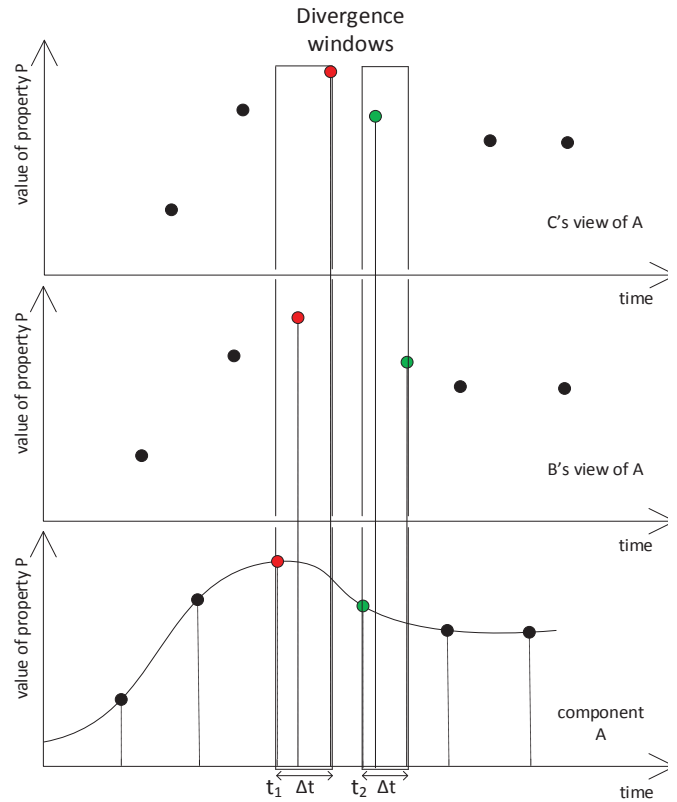 Divergence
windows
value of property P
C's view of A
time
value of property P
B's view of A
time
value of property P
component
A
t1 Δt t2 Δt
time